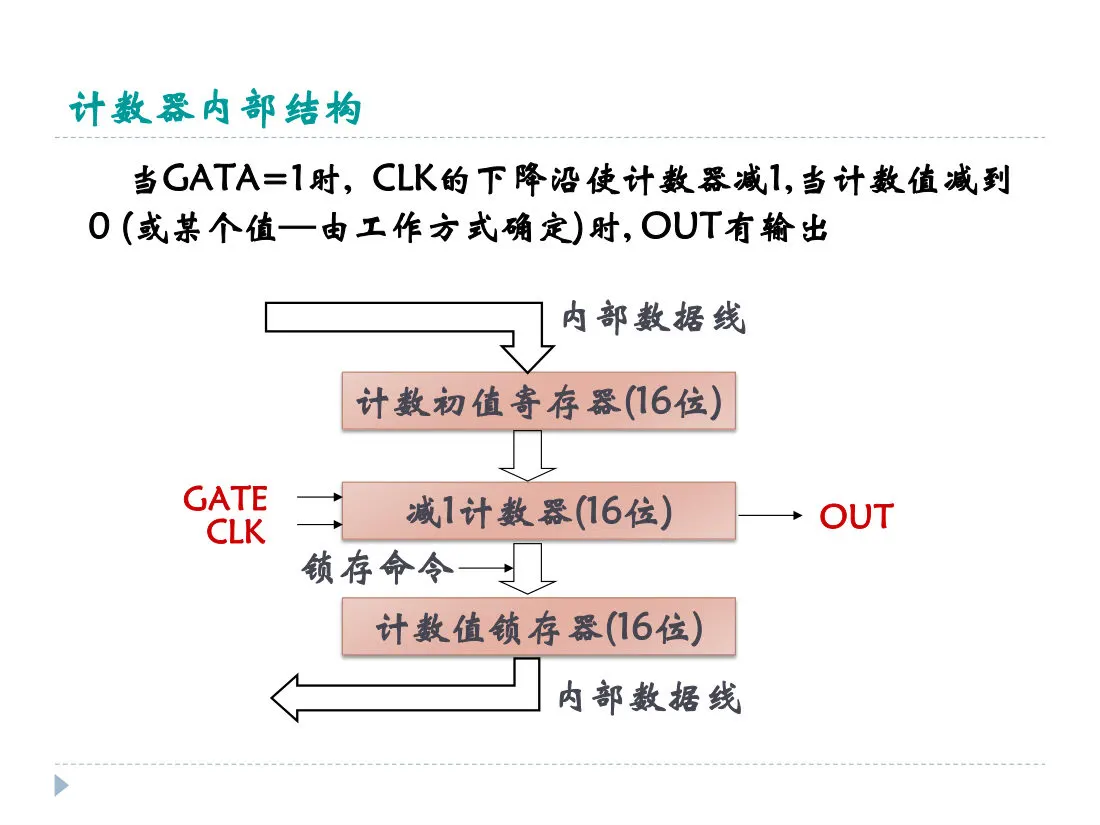 计数器内部结构
当GATA=1时, CLK的下降沿使计数器减1,当计数值减到
0 (或某个值—由工作方式确定)时, OUT有输出
内部数据线
计数初值寄存器(16位)
GATE
减1计数器(16位)
OUT
CLK
锁存命令
计数值锁存器(16位)
内部数据线